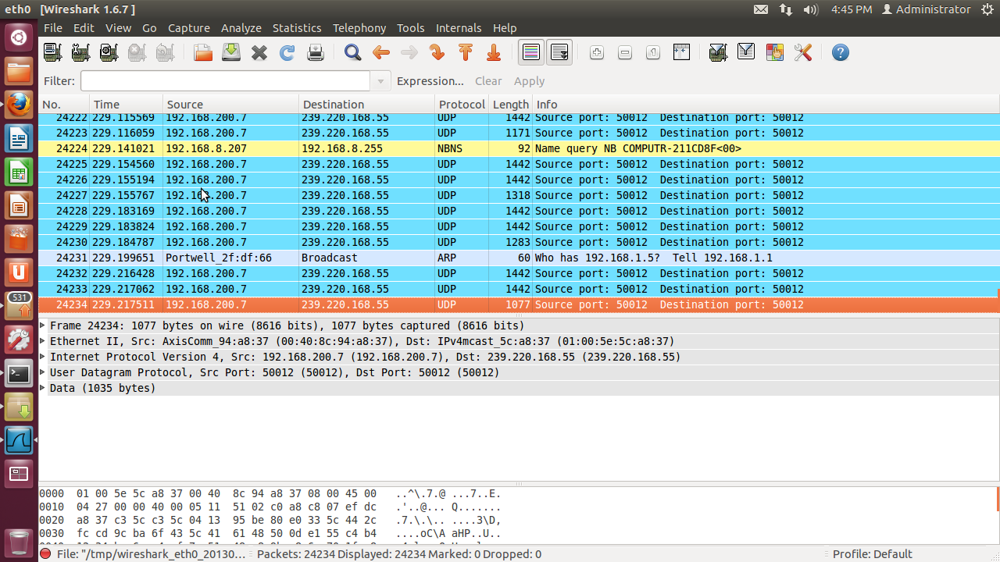 eth0 [Wireshark 1.6.7 ] 4:45 PM Administrator
File Edit View Go Capture Analyze Statistics Telephony Tools Internals Help
Filter: Expression... Clear Apply
No. Time Source Destination Protocol Length Info
24222 229.115569 192.168.200.7 239.220.168.55 UDP 1442 Source port: 50012 Destination port: 50012
24223 229.116059 192.168.200.7 239.220.168.55 UDP 1171 Source port: 50012 Destination port: 50012
24224 229.141021 192.168.8.207 192.168.8.255 NBNS 92 Name query NB COMPUTR-211CD8F<00>
24225 229.154560 192.168.200.7 239.220.168.55 UDP 1442 Source port: 50012 Destination port: 50012
24226 229.155194 192.168.200.7 239.220.168.55 UDP 1442 Source port: 50012 Destination port: 50012
24227 229.155767 192.168.200.7 239.220.168.55 UDP 1318 Source port: 50012 Destination port: 50012
24228 229.183169 192.168.200.7 239.220.168.55 UDP 1442 Source port: 50012 Destination port: 50012
24229 229.183824 192.168.200.7 239.220.168.55 UDP 1442 Source port: 50012 Destination port: 50012
24230 229.184787 192.168.200.7 239.220.168.55 UDP 1283 Source port: 50012 Destination port: 50012
24231 229.199651 Portwell_2f:df:66 Broadcast ARP 60 Who has 192.168.1.5? Tell 192.168.1.1
24232 229.216428 192.168.200.7 239.220.168.55 UDP 1442 Source port: 50012 Destination port: 50012
24233 229.217062 192.168.200.7 239.220.168.55 UDP 1442 Source port: 50012 Destination port: 50012
24234 229.217511 192.168.200.7 239.220.168.55 UDP 1077 Source port: 50012 Destination port: 50012
531
Frame 24234: 1077 bytes on wire (8616 bits), 1077 bytes captured (8616 bits)
Ethernet II, Src: AxisComm_94:a8:37 (00:40:8c:94:a8:37), Dst: IPv4mcast_5c:a8:37 (01:00:5e:5c:a8:37)
Internet Protocol Version 4, Src: 192.168.200.7 (192.168.200.7), Dst: 239.220.168.55 (239.220.168.55)
User Datagram Protocol, Src Port: 50012 (50012), Dst Port: 50012 (50012)
Data (1035 bytes)
0000 01 00 5e 5c a8 37 00 40 8c 94 a8 37 08 00 45 00 ..^\.7.@ ...7..E.
0010 04 27 00 00 40 00 05 11 51 02 c0 a8 c8 07 ef dc .'..@... Q.......
0020 a8 37 c3 5c c3 5c 04 13 95 be 80 e0 33 5c 44 2c .7.\.\.. ....3\D,
0030 fc cd 9c ba 6f 43 5c 41 61 48 50 0d e1 55 c4 b4 ....oC\A aHP..U..
File: "/tmp/wireshark_eth0_20130... Packets: 24234 Displayed: 24234 Marked: 0 Dropped: 0 Profile: Default